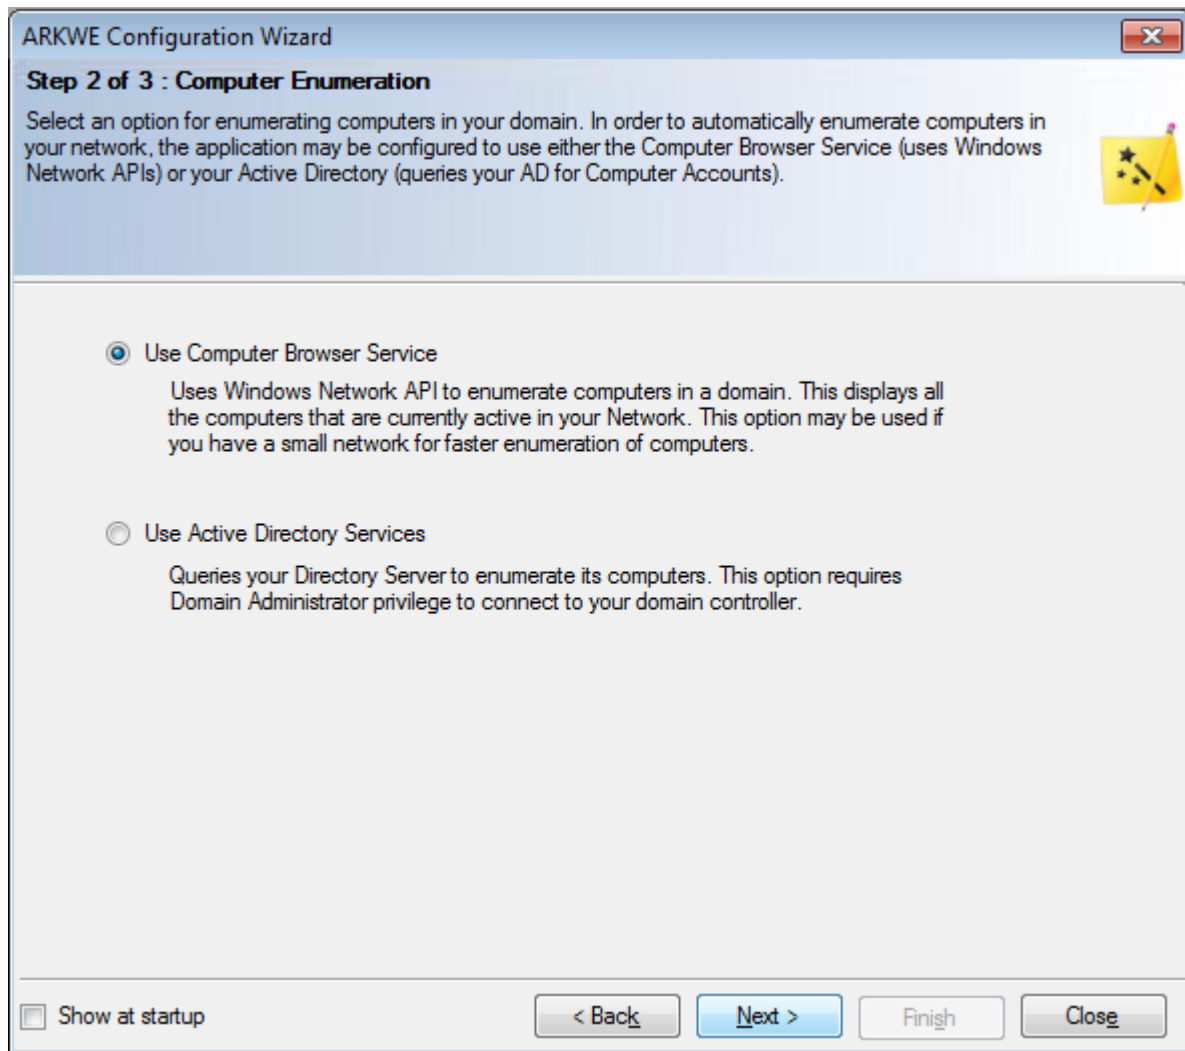 ARKWE Configuration Wizard
Step 2 of 3 : Computer Enumeration
Select an option for enumerating computers in your domain. In order to automatically enumerate computers in
your network, the application may be configured to use either the Computer Browser Service (uses Windows
Network APIs) or your Active Directory (queries your AD for Computer Accounts).
Use Computer Browser Service
Uses Windows Network API to enumerate computers in a domain. This displays all
the computers that are currently active in your Network. This option may be used if
you have a small network for faster enumeration of computers.
Use Active Directory Services
Queries your Directory Server to enumerate its computers. This option requires
Domain Administrator privilege to connect to your domain controller.
Show at startup < Back Next > Finish Close